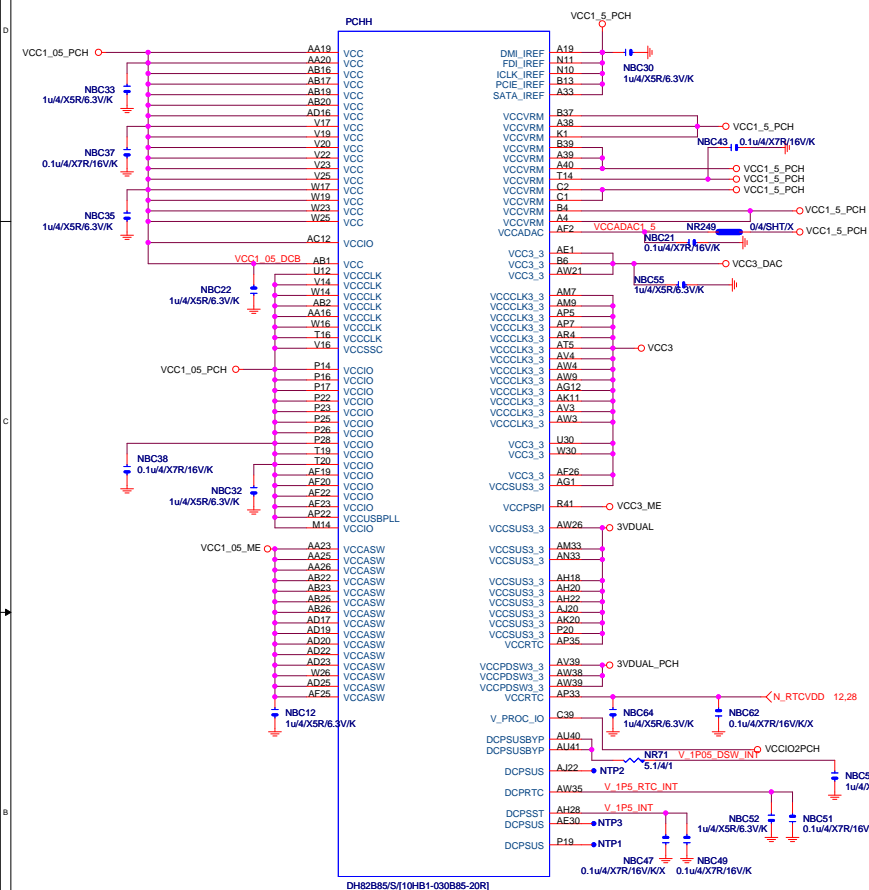 VCC1_5_PCH
PCHH
D
VCC1_05_PCH
AA19 VCC
AA20 VCC
AB16 VCC
AB17 VCC
AB19 VCC
AB20 VCC
AD16 VCC
V17 VCC
V19 VCC
V20 VCC
V22 VCC
V23 VCC
V25 VCC
W17 VCC
W19 VCC
W23 VCC
W25 VCC
AC12 VCCIO
VCC1_05_DCB
AB1 VCC
U12 VCCCLK
V14 VCCCLK
W14 VCCCLK
AB2 VCCCLK
AA16 VCCCLK
W16 VCCCLK
T16 VCCCLK
V16 VCCSSC
VCC1_05_PCH
P14 VCCIO
P16 VCCIO
P17 VCCIO
P22 VCCIO
P23 VCCIO
P25 VCCIO
P26 VCCIO
P28 VCCIO
T19 VCCIO
T20 VCCIO
AF19 VCCIO
AF20 VCCIO
AF22 VCCIO
AF23 VCCIO
AP22 VCCUSBPLL
M14 VCCIO
VCC1_05_ME
AA23 VCCASW
AA25 VCCASW
AA26 VCCASW
AB22 VCCASW
AB23 VCCASW
AB25 VCCASW
AB26 VCCASW
AD17 VCCASW
AD19 VCCASW
AD20 VCCASW
AD22 VCCASW
AD23 VCCASW
W26 VCCASW
AD25 VCCASW
AF25 VCCASW
NBC33
1u/4/X5R/6.3V/K
NBC37
0.1u/4/X7R/16V/K
NBC35
1u/4/X5R/6.3V/K
NBC22
1u/4/X5R/6.3V/K
C
NBC38
0.1u/4/X7R/16V/K
NBC32
1u/4/X5R/6.3V/K
NBC12
1u/4/X5R/6.3V/K
B
DMI_IREF A19
FDI_IREF N11
ICLK_IREF N10
PCIE_IREF B13
SATA_IREF A33
NBC30
1u/4/X5R/6.3V/K
VCCVRM B37
VCCVRM A38
VCCVRM K1
VCCVRM B39
VCCVRM A39
VCCVRM A40
VCCVRM T14
VCCVRM C2
VCCVRM C1
VCCVRM B4
VCCVRM A4
VCCADAC AF2
VCC1_5_PCH
NBC43 0.1u/4/X7R/16V/K
VCC1_5_PCH
VCC1_5_PCH
VCC1_5_PCH
VCC1_5_PCH
VCCADAC1_5
NR249 0/4/SHT/X
VCC1_5_PCH
NBC21
0.1u/4/X7R/16V/K
VCC3_3 AE1
VCC3_3 B6
VCC3_3 AW21
VCC3_DAC
NBC55
1u/4/X5R/6.3V/K
VCCCLK3_3 AM7
VCCCLK3_3 AM9
VCCCLK3_3 AP5
VCCCLK3_3 AP7
VCCCLK3_3 AR4
VCCCLK3_3 AT5
VCCCLK3_3 AV4
VCCCLK3_3 AW4
VCCCLK3_3 AW9
VCCCLK3_3 AG12
VCCCLK3_3 AK11
VCCCLK3_3 AV3
VCCCLK3_3 AW3
VCC3
VCC3_3 U30
VCC3_3 W30
VCC3_3 AF26
VCCSUS3_3 AG1
VCCPSPI R41
VCC3_ME
VCCSUS3_3 AW26
3VDUAL
VCCSUS3_3 AM33
VCCSUS3_3 AN33
VCCSUS3_3 AH18
VCCSUS3_3 AH20
VCCSUS3_3 AH22
VCCSUS3_3 AJ20
VCCSUS3_3 AK20
VCCSUS3_3 P20
VCCRTC AP35
VCCPDSW3_3 AV39
VCCPDSW3_3 AW38
VCCPDSW3_3 AW39
3VDUAL_PCH
VCCRTC AP33
N_RTCVDD 12,28
NBC64
1u/4/X5R/6.3V/K
NBC62
0.1u/4/X7R/16V/K/X
V_PROC_IO C39
VCCIO2PCH
DCPSUSBYP AU40
DCPSUSBYP AU41
NR71
5.1/4/1
V_1P05_DSW_INT
NBC5
1u/4/X
DCPSUS AJ22 NTP2
DCPRTC AW35 V_1P5_RTC_INT
DCPSST AH28 V_1P5_INT
DCPSUS AE30 NTP3
DCPSUS P19 NTP1
NBC52
1u/4/X5R/6.3V/K
NBC51
0.1u/4/X7R/16V
NBC47
0.1u/4/X7R/16V/K/X
NBC49
0.1u/4/X7R/16V/K
DH82B85/S/[10HB1-030B85-20R]